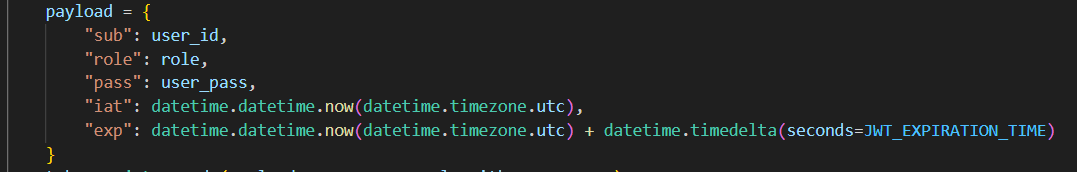 payload = {
    "sub": user_id,
    "role": role,
    "pass": user_pass,
    "iat": datetime.datetime.now(datetime.timezone.utc),
    "exp": datetime.datetime.now(datetime.timezone.utc) + datetime.timedelta(seconds=JWT_EXPIRATION_TIME)
}